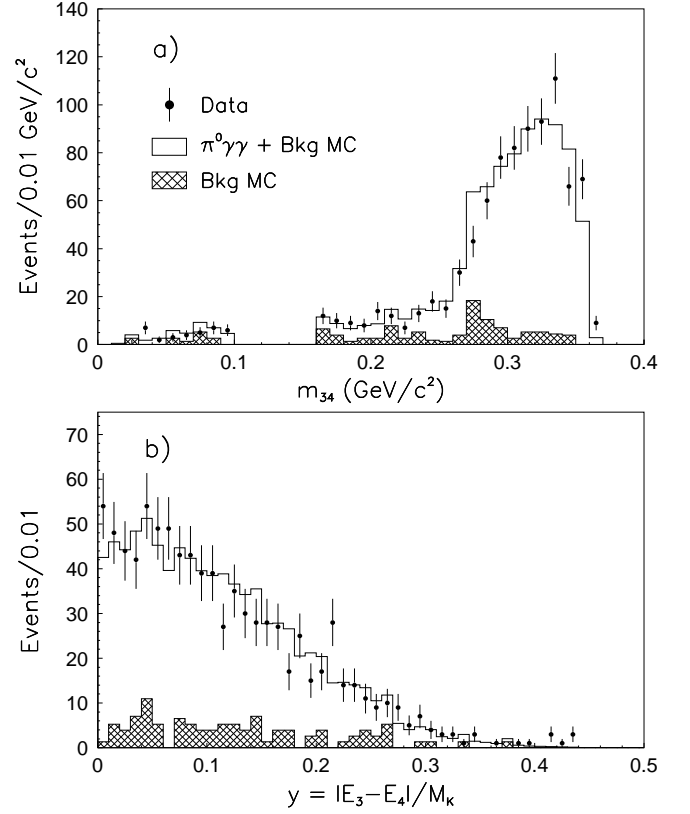 140
120
100
80
60
40
20
0
Events/0.01 GeV/c²
a)
Data
π⁰γγ + Bkg MC
Bkg MC
0 0.1 0.2 0.3 0.4
m₃₄ (GeV/c²)
70
60
50
40
30
20
10
0
Events/0.01
b)
0 0.1 0.2 0.3 0.4 0.5
y = |E₃−E₄|/M_K